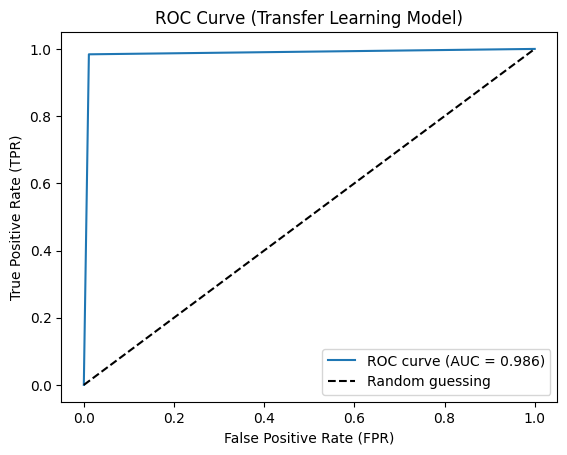 ROC Curve (Transfer Learning Model)
True Positive Rate (TPR)
1.0
0.8
0.6
0.4
0.2
0.0
ROC curve (AUC = 0.986)
Random guessing
0.0 0.2 0.4 0.6 0.8 1.0
False Positive Rate (FPR)